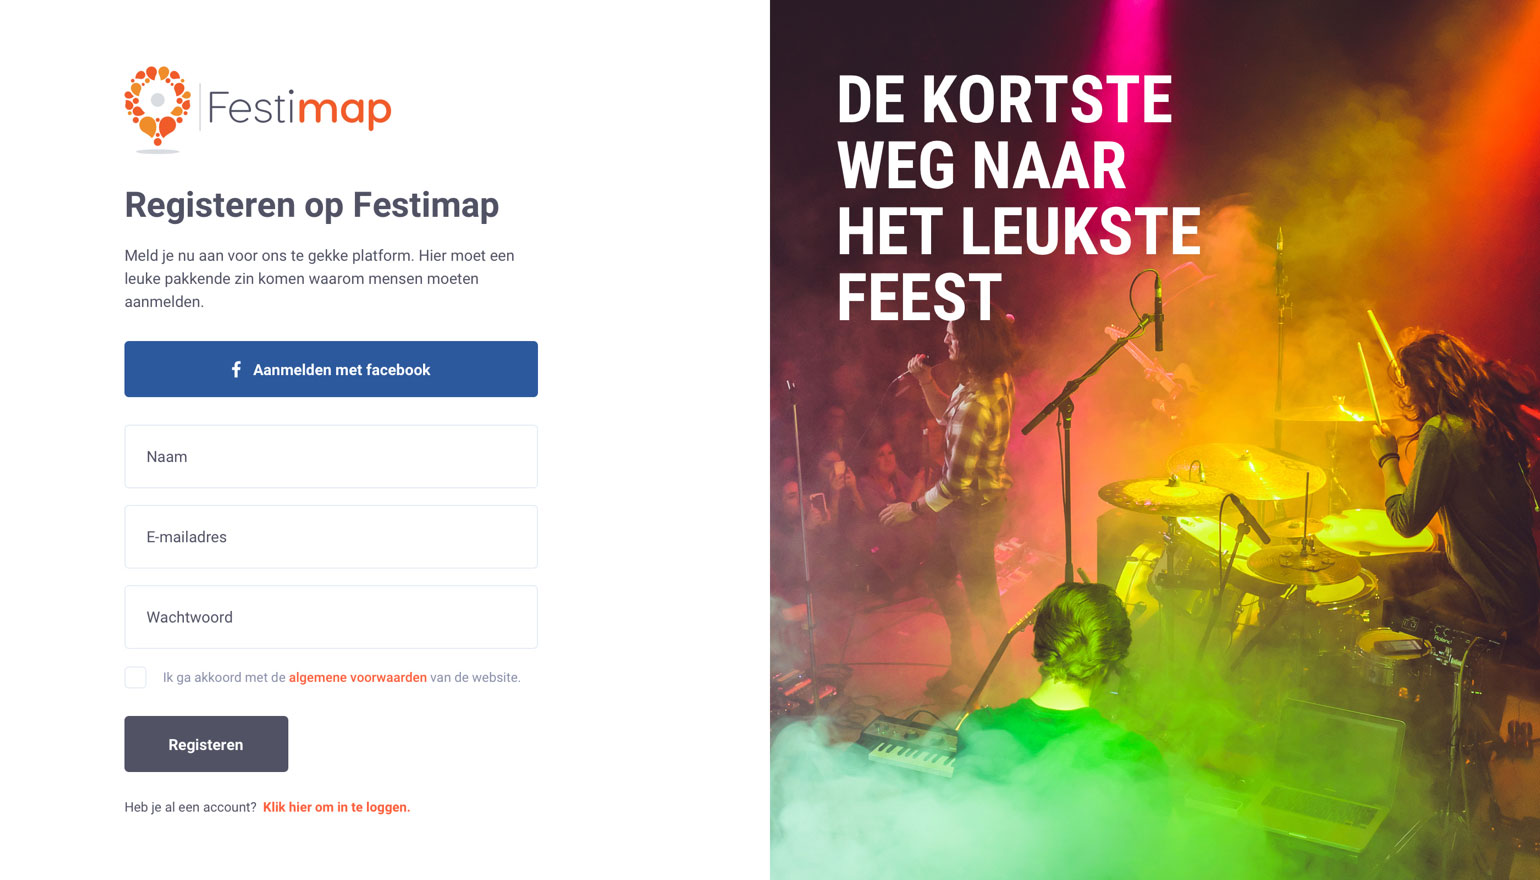 Festimap
Registeren op Festimap
Meld je nu aan voor ons te gekke platform. Hier moet een
leuke pakkende zin komen waarom mensen moeten
aanmelden.
Aanmelden met facebook
Naam
E-mailadres
Wachtwoord
Ik ga akkoord met de algemene voorwaarden van de website.
Registeren
Heb je al een account? Klik hier om in te loggen.
DE KORTSTE
WEG NAAR
HET LEUKSTE
FEEST